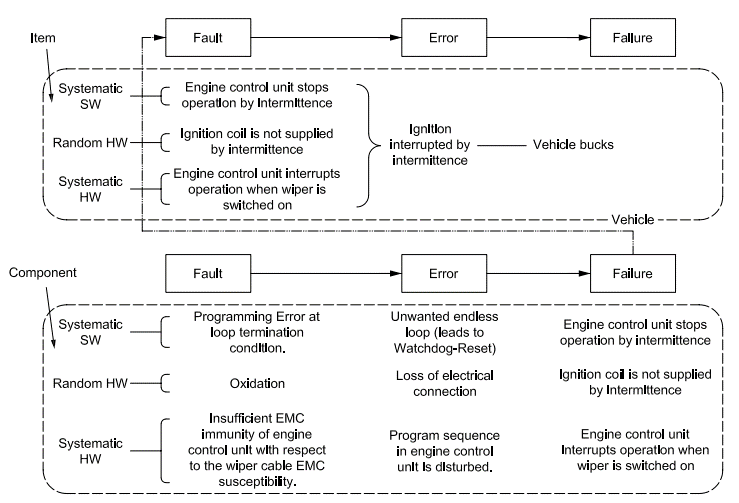 Fault
Error
Failure
Item
Systematic
SW
Engine control unit stops
operation by Intermittence
Random HW
Ignition coil is not supplied
by intermittence
Systematic
HW
Engine control unit interrupts
operation when wiper is
switched on
Ignition
interrupted by
intermittence
Vehicle bucks
Vehicle
Fault
Error
Failure
Component
Systematic
SW
Programming Error at
loop termination
condition.
Unwanted endless
loop (leads to
Watchdog-Reset)
Engine control unit stops
operation by intermittence
Random HW
Oxidation
Loss of electrical
connection
Ignition coil is not supplied
by Intermittence
Systematic
HW
Insufficient EMC
immunity of engine
control unit with respect
to the wiper cable EMC
susceptibility.
Program sequence
in engine control
unit is disturbed.
Engine control unit
Interrupts operation when
wiper is switched on